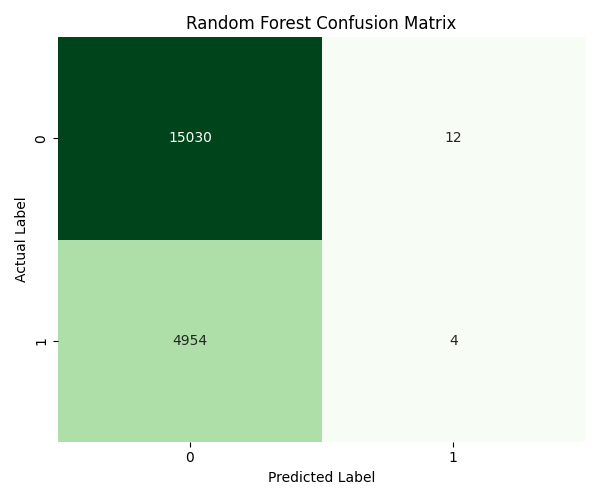 Random Forest Confusion Matrix
Actual Label
0
15030
12
1
4954
4
0
1
Predicted Label